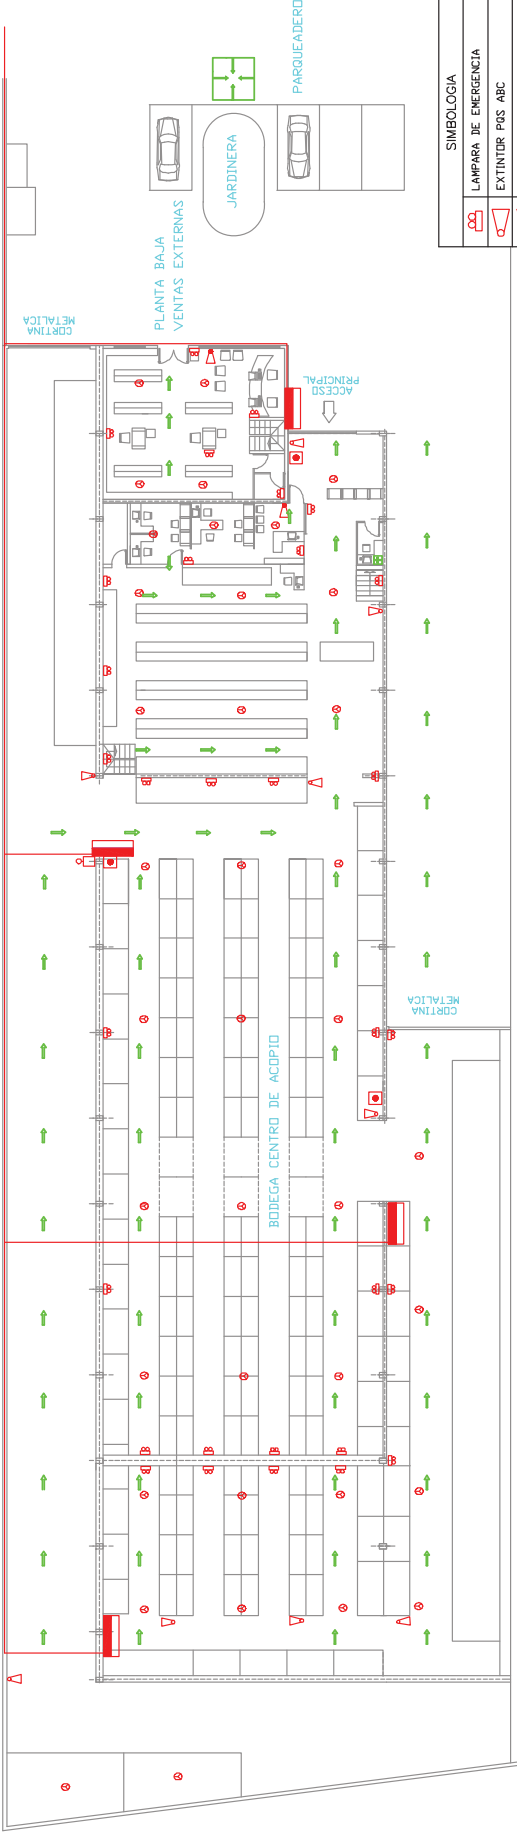 PARQUEADERO
JARDINERA
PLANTA BAJA
VENTAS EXTERNAS
CORTINA
METALICA
ACCESO
PRINCIPAL
CORTINA
METALICA
BODEGA CENTRO DE ACOPIO
SIMBOLOGIA
LAMPARA DE EMERGENCIA
EXTINTOR PQS ABC